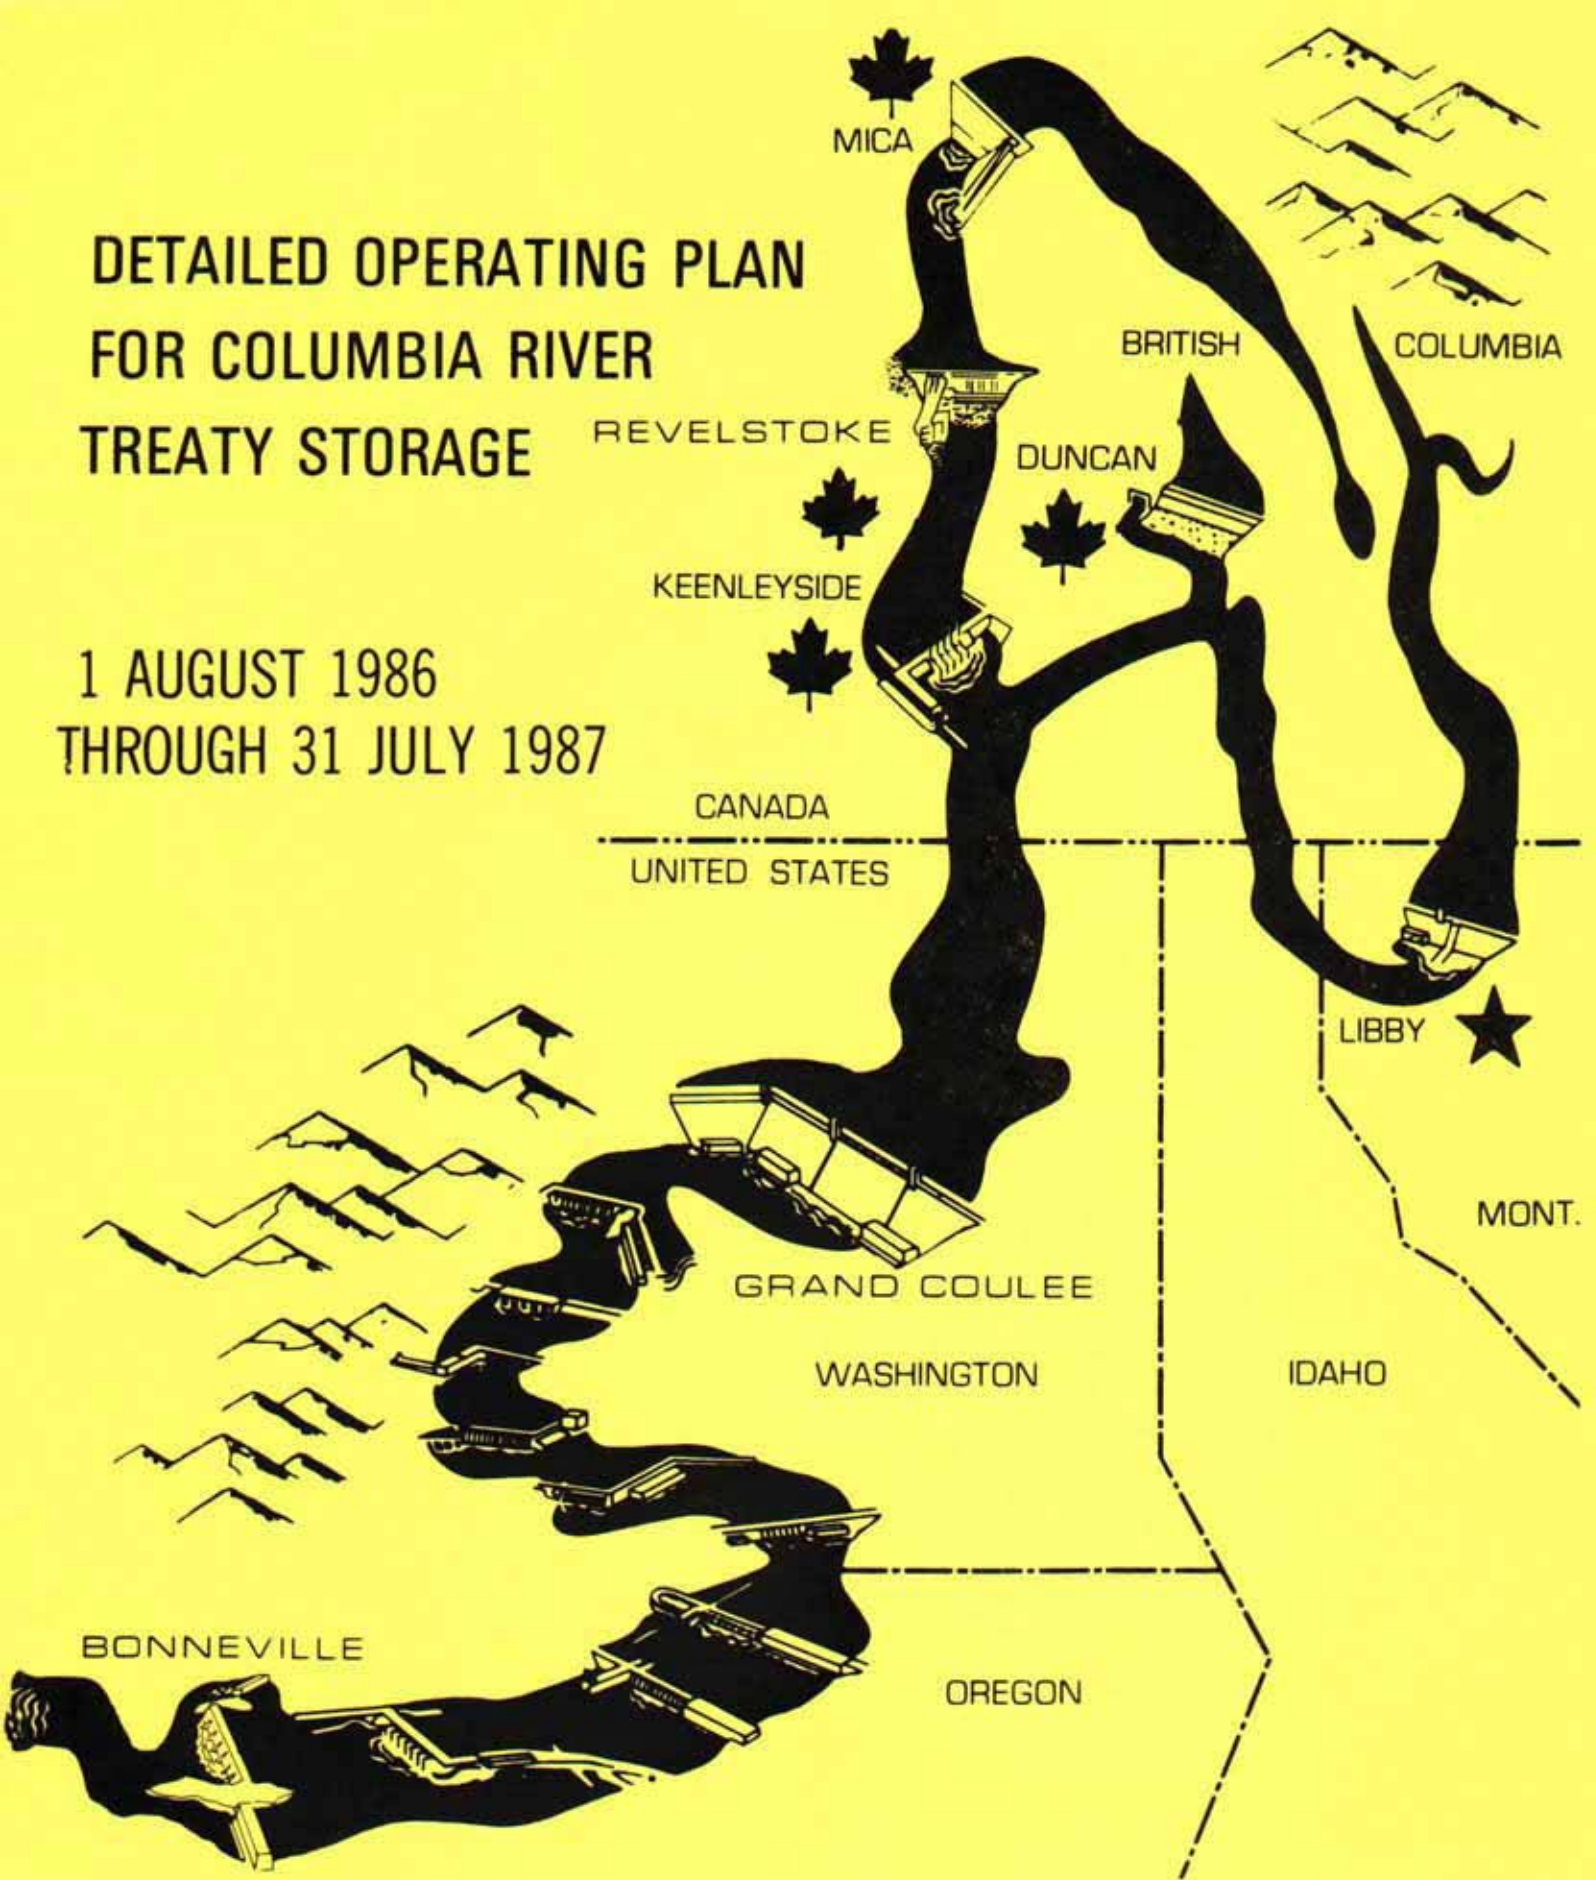 MICA
DETAILED OPERATING PLAN
FOR COLUMBIA RIVER
TREATY STORAGE
BRITISH COLUMBIA
REVELSTOKE
DUNCAN
KEENLEYSIDE
1 AUGUST 1986
THROUGH 31 JULY 1987
CANADA
UNITED STATES
LIBBY
MONT.
GRAND COULEE
WASHINGTON
IDAHO
BONNEVILLE
OREGON